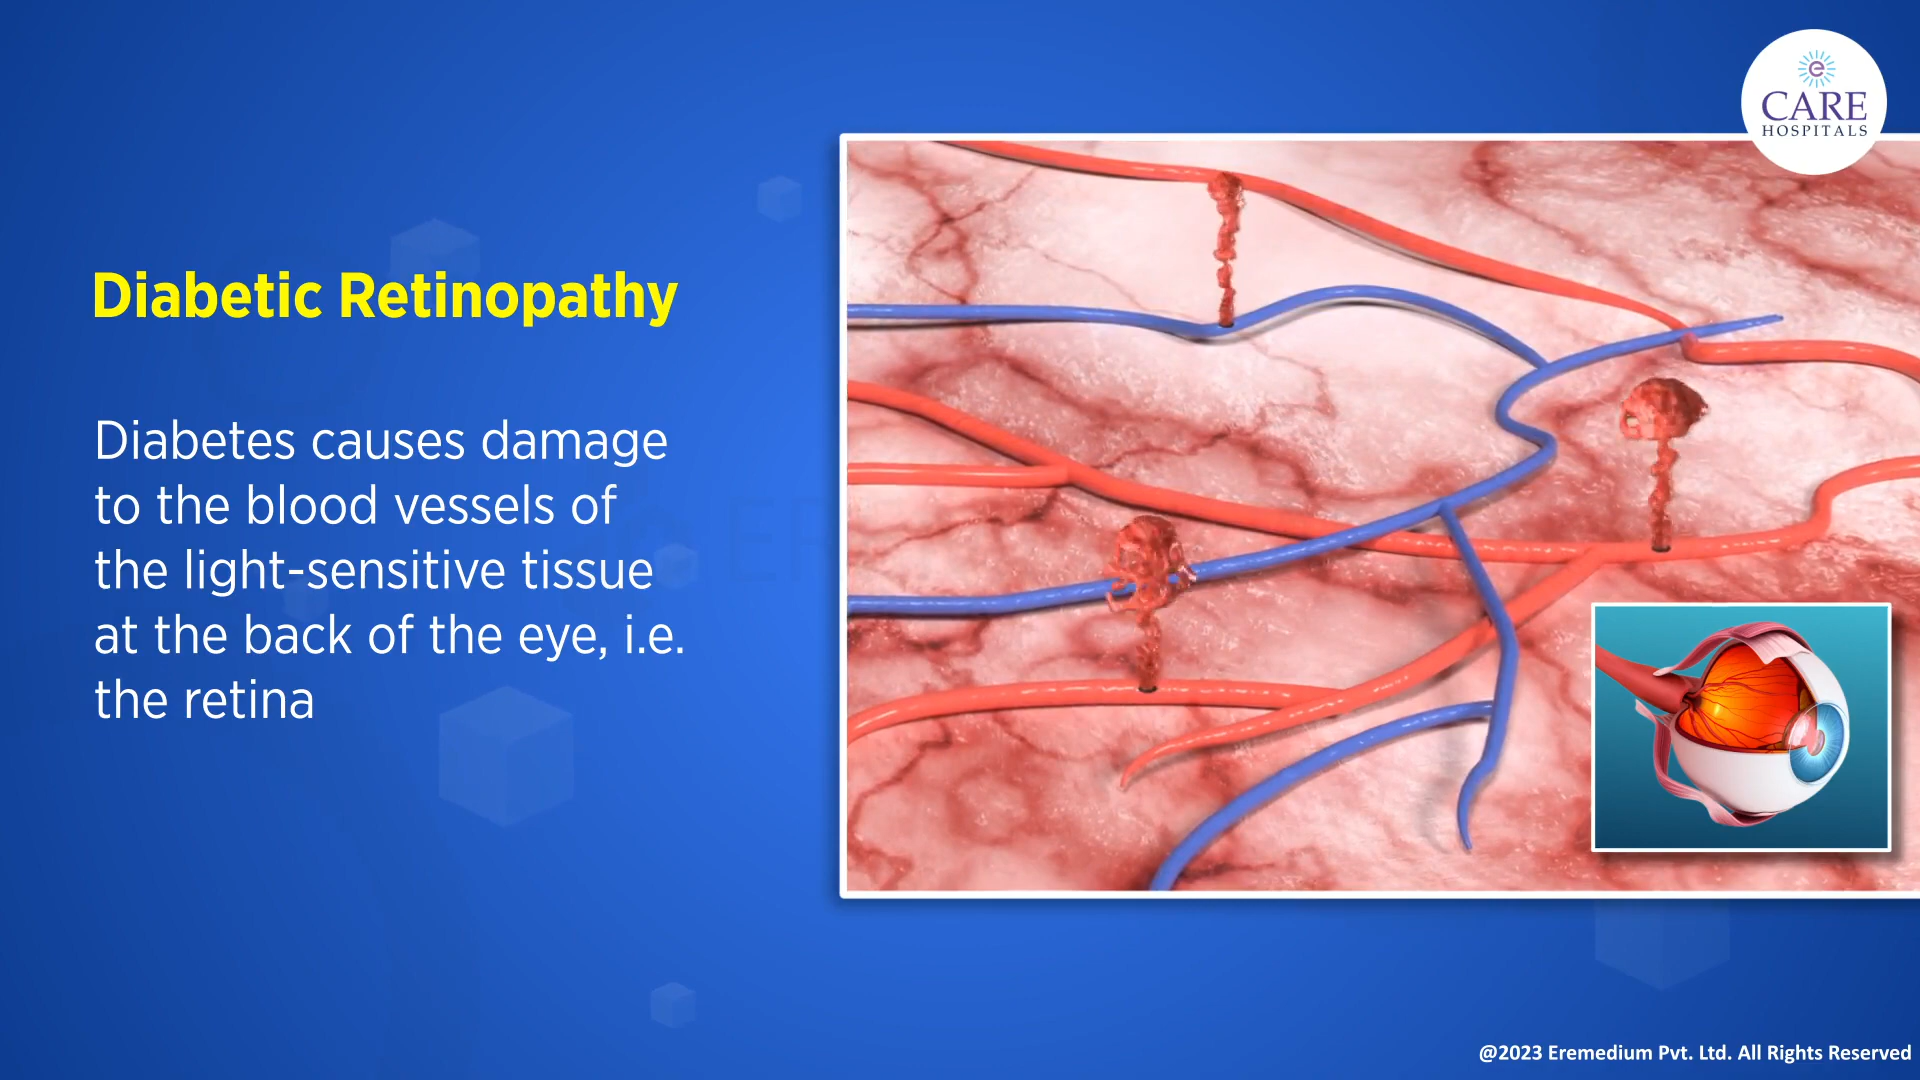 e
CARE
HOSPITALS
Diabetic Retinopathy
Diabetes causes damage
to the blood vessels of
the light-sensitive tissue
at the back of the eye, i.e.
the retina
@2023 Eremedium Pvt. Ltd. All Rights Reserved